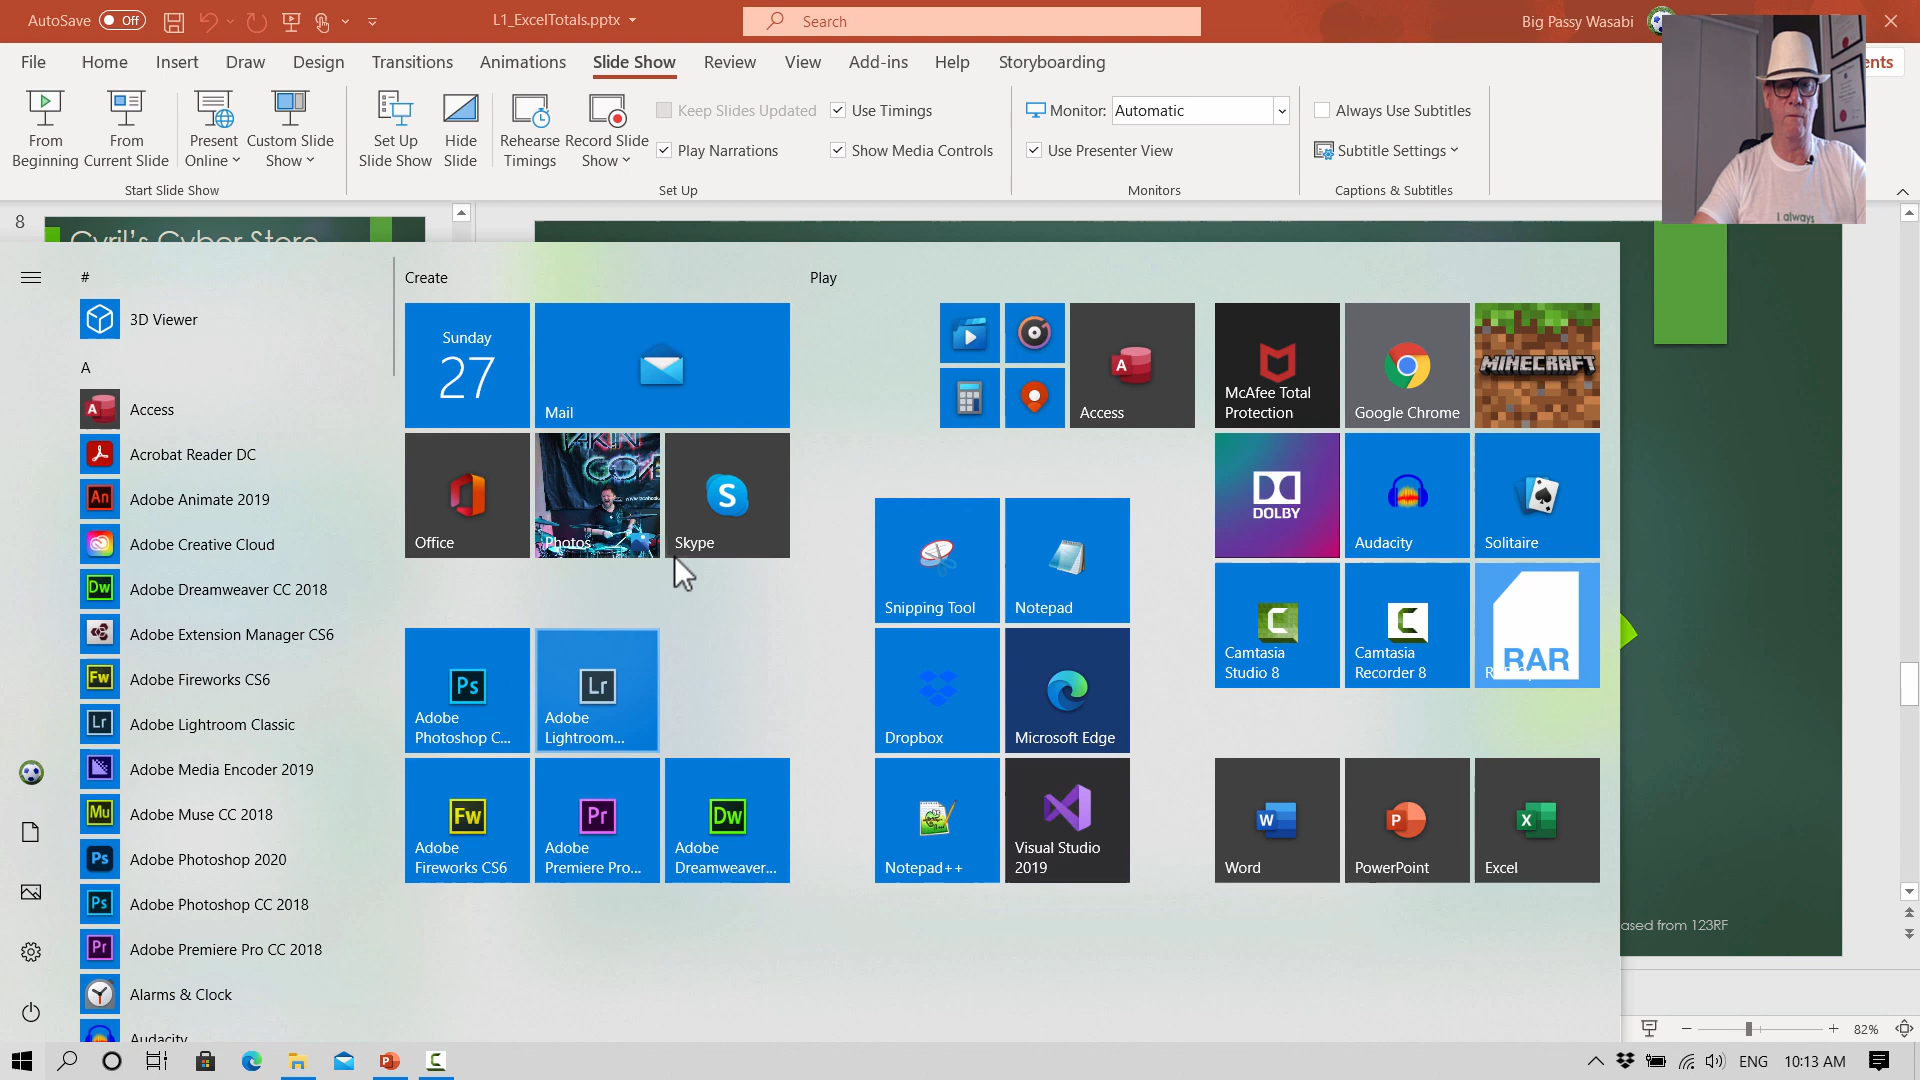 AutoSave Off
L1_ExcelTotals.pptx
Search
Big Passy Wasabi
File Home Insert Draw Design Transitions Animations Slide Show Review View Add-ins Help Storyboarding
From Beginning
From Current Slide
Present Online
Custom Slide Show
Start Slide Show
Set Up Slide Show
Hide Slide
Rehearse Timings
Record Slide Show
Keep Slides Updated
Play Narrations
Use Timings
Show Media Controls
Set Up
Monitor: Automatic
Use Presenter View
Monitors
Always Use Subtitles
Subtitle Settings
Captions & Subtitles
ents
I always
8
Cyril's Cyber Store
#
3D Viewer
A
Access
Acrobat Reader DC
Adobe Animate 2019
Adobe Creative Cloud
Adobe Dreamweaver CC 2018
Adobe Extension Manager CS6
Adobe Fireworks CS6
Adobe Lightroom Classic
Adobe Media Encoder 2019
Adobe Muse CC 2018
Adobe Photoshop 2020
Adobe Photoshop CC 2018
Adobe Premiere Pro CC 2018
Alarms & Clock
Audacity
Create
Sunday
27
Mail
Office
Photos
Skype
Adobe Photoshop C...
Adobe Lightroom...
Adobe Fireworks CS6
Adobe Premiere Pro...
Adobe Dreamweaver...
Play
Access
Snipping Tool
Notepad
Dropbox
Microsoft Edge
Notepad++
Visual Studio 2019
McAfee Total Protection
Google Chrome
MINECRAFT
DOLBY
Audacity
Solitaire
Camtasia Studio 8
Camtasia Recorder 8
RAR
Word
PowerPoint
Excel
ased from 123RF
82%
ENG
10:13 AM